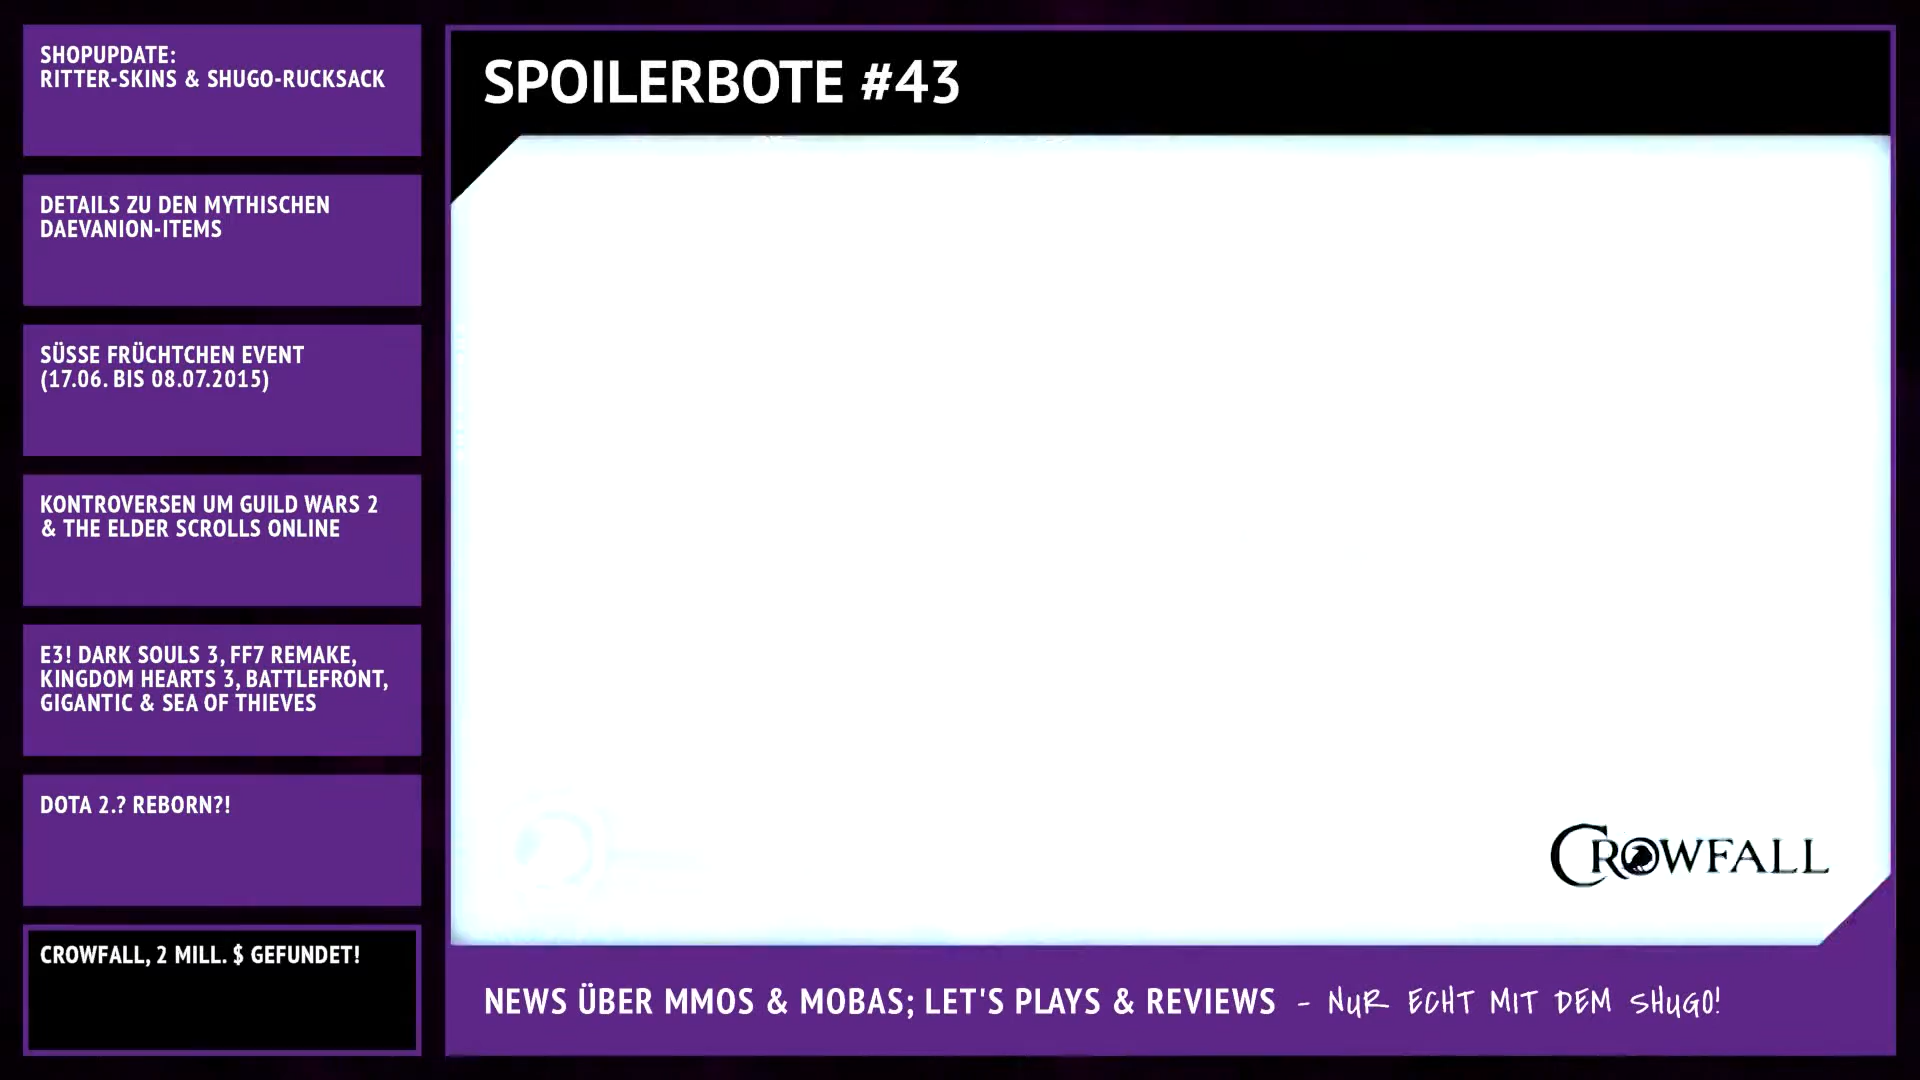 SHOPUPDATE:
RITTER-SKINS & SHUGO-RUCKSACK
DETAILS ZU DEN MYTHISCHEN
DAEVANION-ITEMS
SÜSSE FRÜCHTCHEN EVENT
(17.06. BIS 08.07.2015)
KONTROVERSEN UM GUILD WARS 2
& THE ELDER SCROLLS ONLINE
E3! DARK SOULS 3, FF7 REMAKE,
KINGDOM HEARTS 3, BATTLEFRONT,
GIGANTIC & SEA OF THIEVES
DOTA 2.? REBORN?!
CROWFALL, 2 MILL. $ GEFUNDET!
SPOILERBOTE #43
CROWFALL
NEWS ÜBER MMOS & MOBAS; LET'S PLAYS & REVIEWS - NUR ECHT MIT DEM SHUGO!